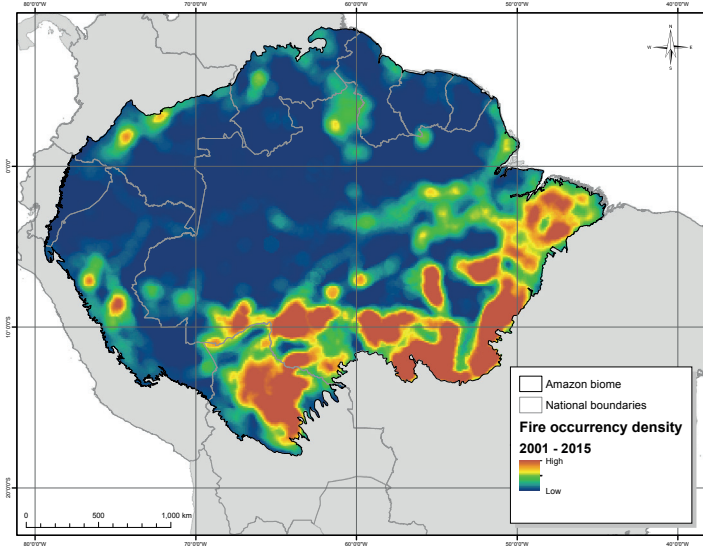 80°0'0"W 70°0'0"W 60°0'0"W 50°0'0"W 40°0'0"W
N
W E
S
0°0'0"
10°0'0"S
20°0'0"S
Amazon biome
National boundaries
Fire occurrency density
2001 - 2015
High
Low
0 500 1,000 km
80°0'0"W 70°0'0"W 60°0'0"W 50°0'0"W 40°0'0"W